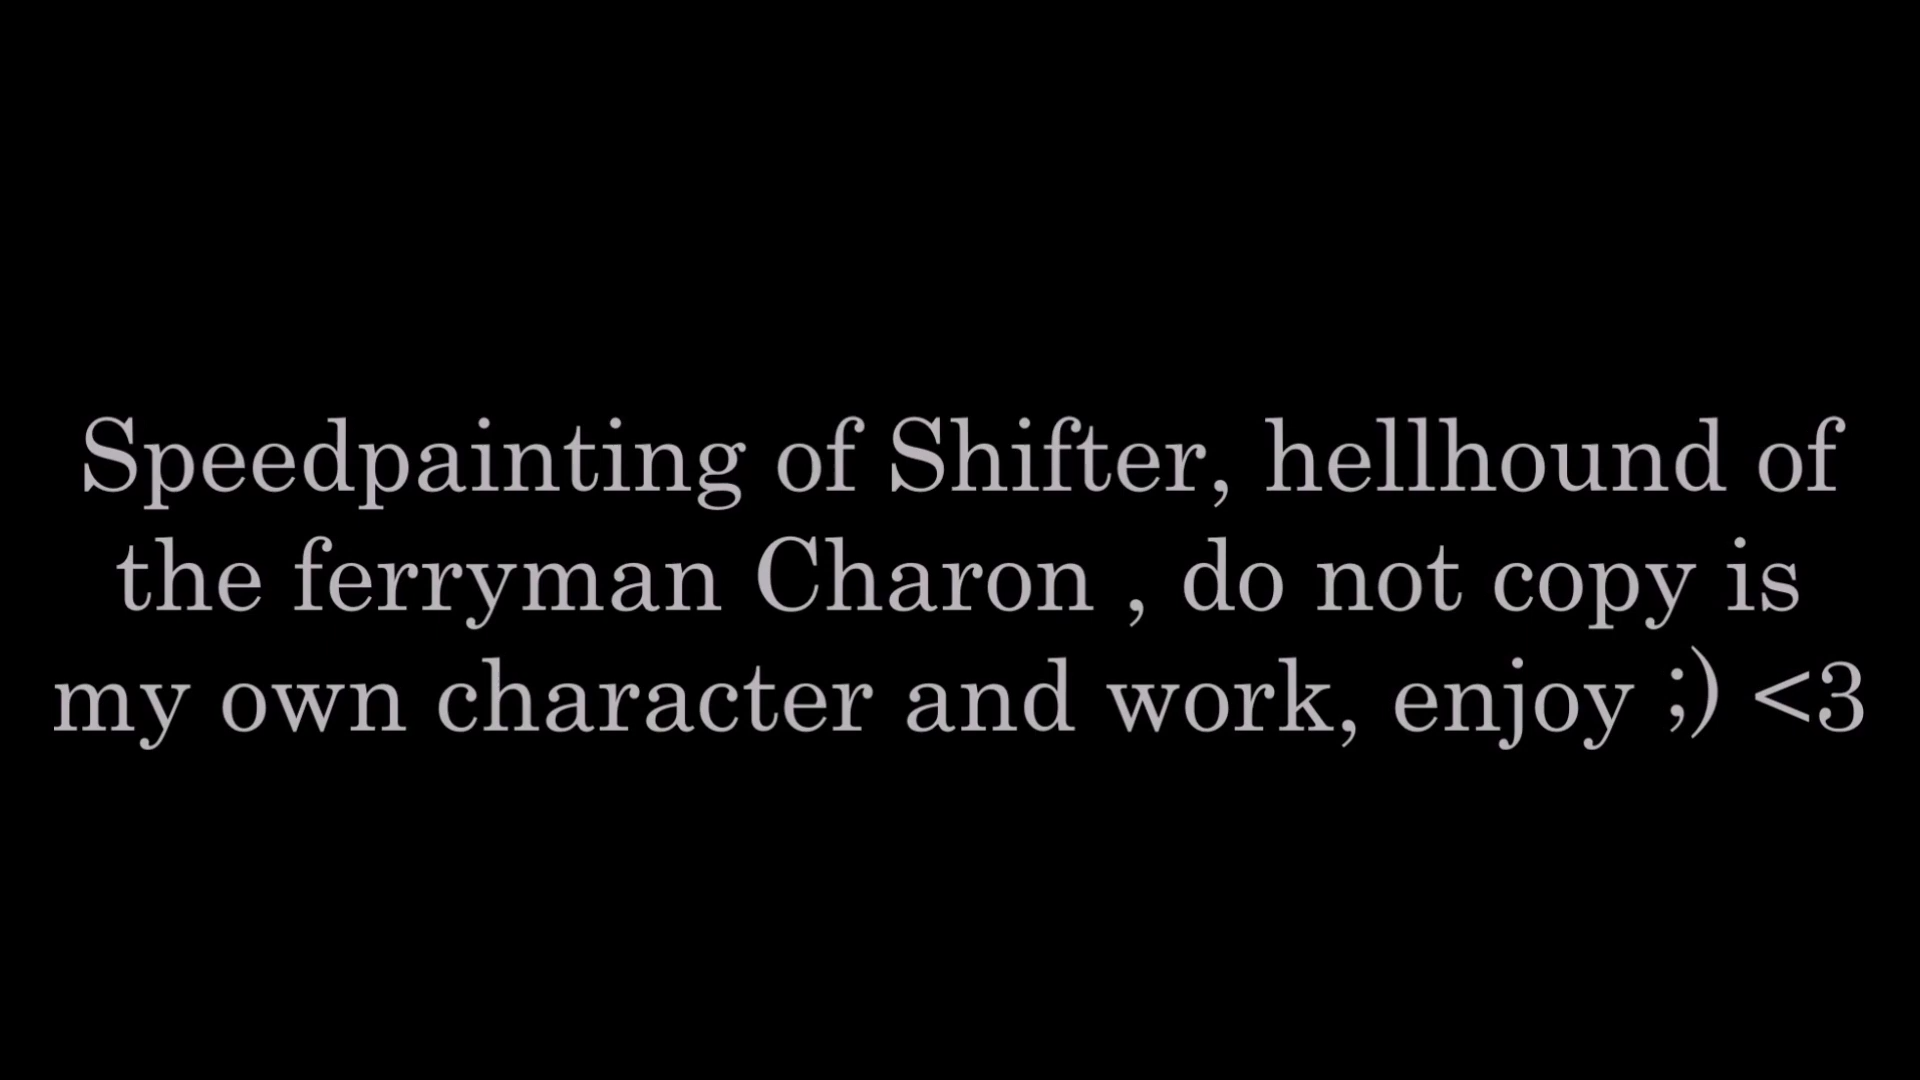 Speedpainting of Shifter, hellhound of
the ferryman Charon , do not copy is
my own character and work, enjoy ;) <3